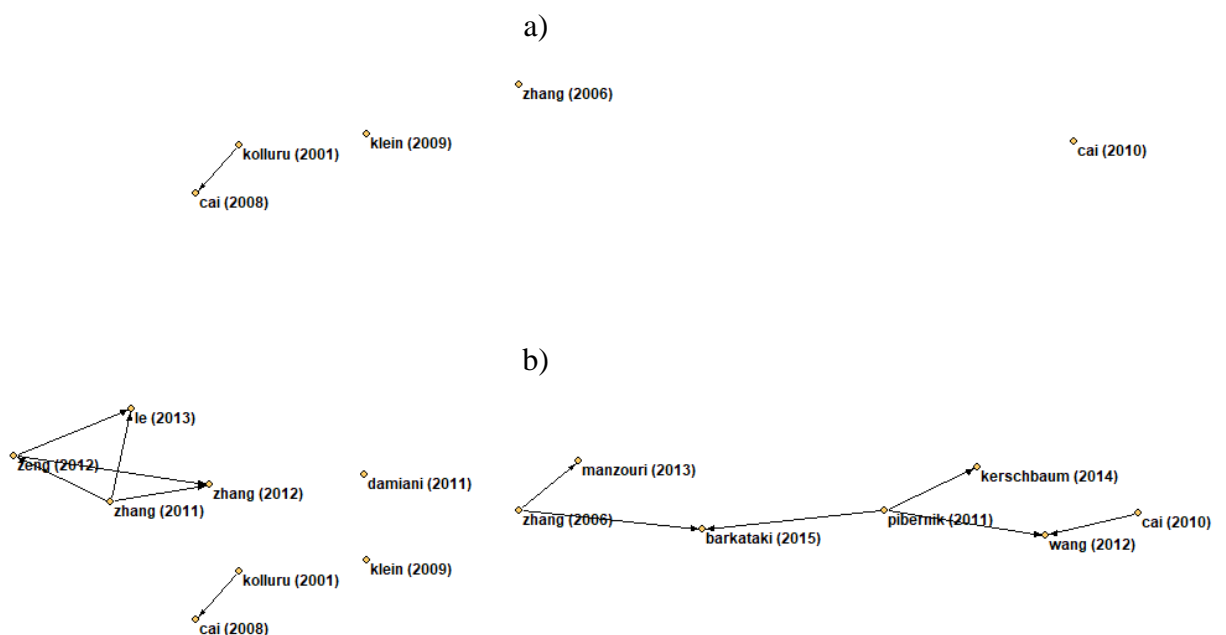 a)
zhang (2006)
klein (2009)
kolluru (2001)
cai (2010)
cai (2008)
b)
le (2013)
zeng (2012)
zhang (2012)
zhang (2011)
damiani (2011)
manzouri (2013)
kerschbaum (2014)
zhang (2006)
barkataki (2015)
pibernik (2011)
cai (2010)
wang (2012)
klein (2009)
kolluru (2001)
cai (2008)